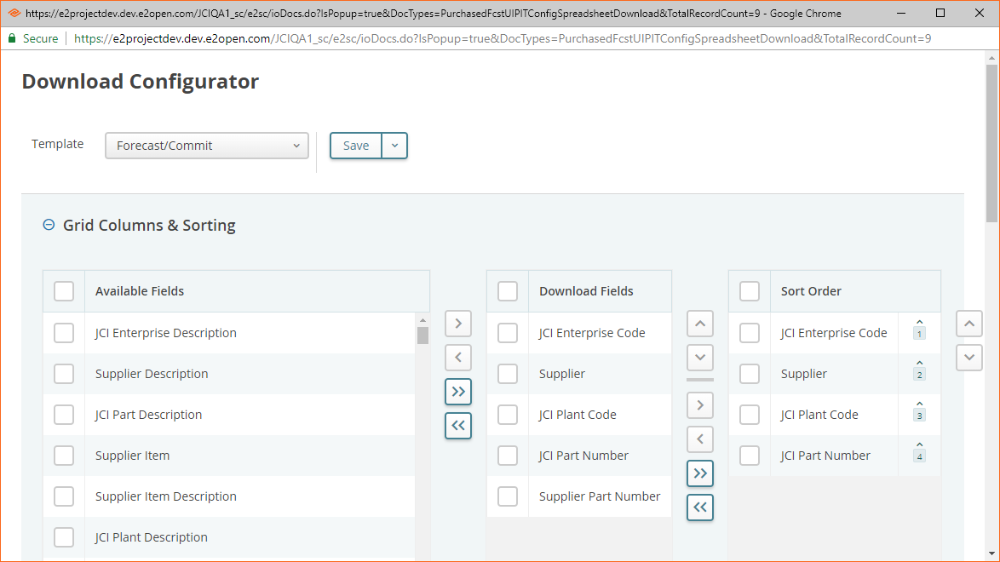 https://e2projectdev.dev.e2open.com/JCIQA1_sc/e2sc/ioDocs.do?IsPopup=true&DocTypes=PurchasedFcstUIPITConfigSpreadsheetDownload&TotalRecordCount=9 - Google Chrome
Secure https://e2projectdev.dev.e2open.com/JCIQA1_sc/e2sc/ioDocs.do?IsPopup=true&DocTypes=PurchasedFcstUIPITConfigSpreadsheetDownload&TotalRecordCount=9
Download Configurator
Template Forecast/Commit Save
Grid Columns & Sorting
Available Fields Download Fields Sort Order
JCI Enterprise Description JCI Enterprise Code JCI Enterprise Code 1
Supplier Description Supplier Supplier 2
JCI Part Description JCI Plant Code JCI Plant Code 3
Supplier Item JCI Part Number JCI Part Number 4
Supplier Item Description Supplier Part Number
JCI Plant Description